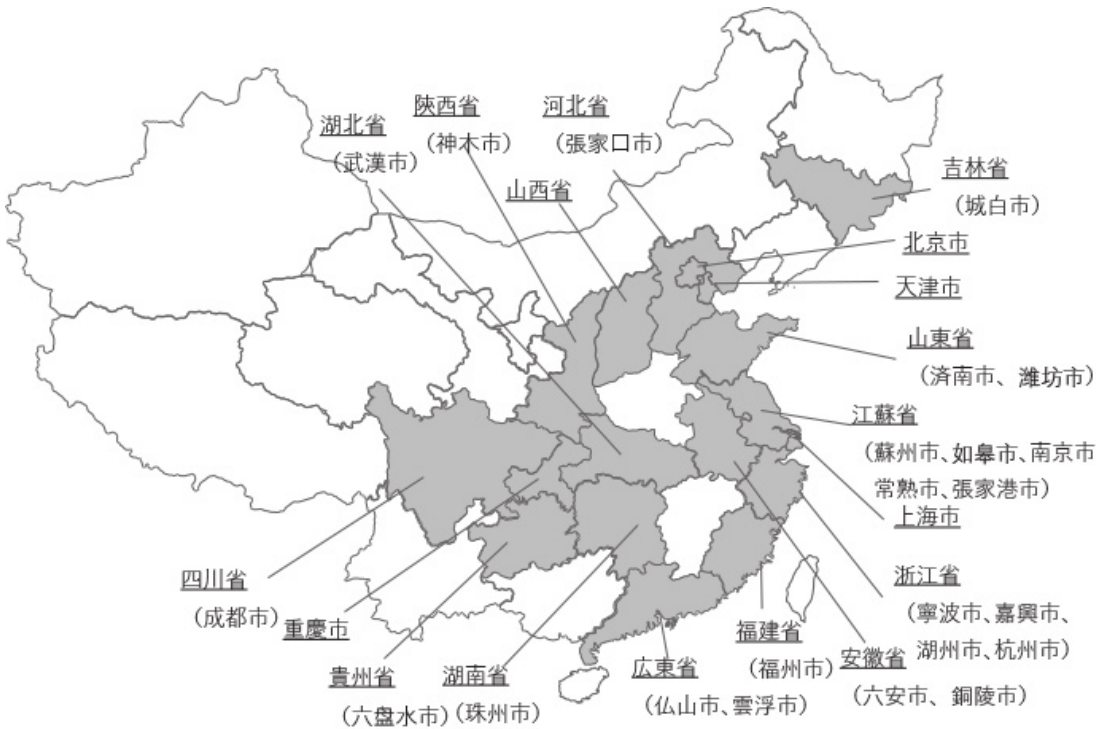 陝西省
(神木市)
河北省
(張家口市)
湖北省
(武漢市)
山西省
吉林省
(城白市)
北京市
天津市
山東省
(済南市、濰坊市)
江蘇省
(蘇州市、如皋市、南京市
常熟市、張家港市)
上海市
浙江省
(寧波市、嘉興市、
湖州市、杭州市)
四川省
(成都市)
重慶市
貴州省
(六盘水市)
湖南省
(珠州市)
広東省
(仏山市、雲浮市)
福建省
(福州市)
安徽省
(六安市、銅陵市)